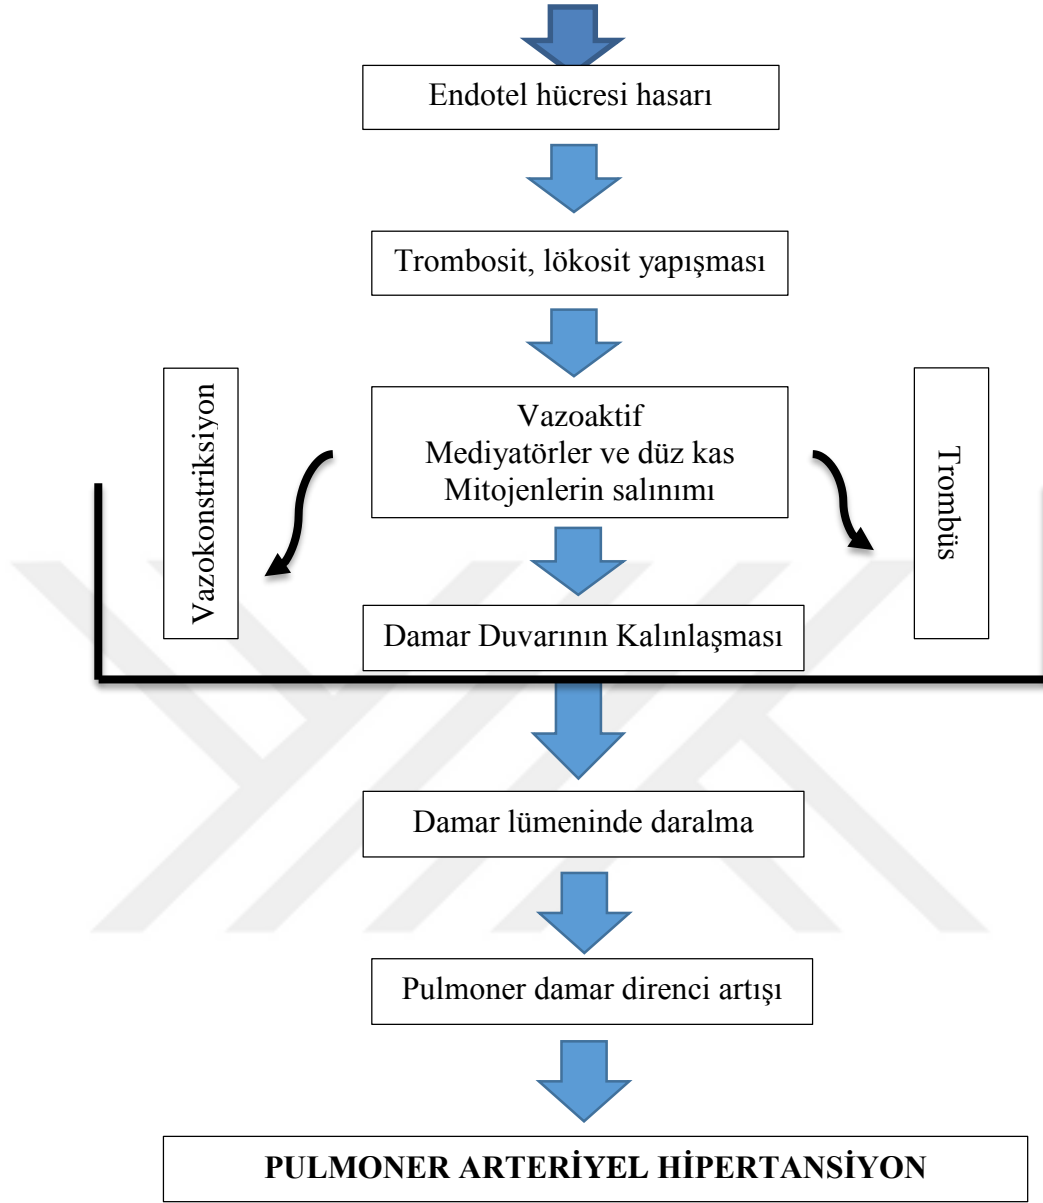 Endotel hücresi hasarı
Trombosit, lökosit yapışması
Vazokonstriksiyon
Vazoaktif
Mediyatörler ve düz kas
Mitojenlerin salınımı
Trombüs
Damar Duvarının Kalınlaşması
Damar lümeninde daralma
Pulmoner damar direnci artışı
PULMONER ARTERİYEL HİPERTANSİYON